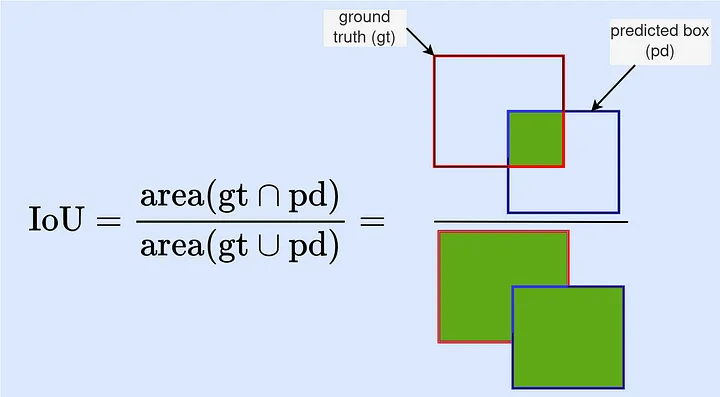 ground
truth (gt)
predicted box
(pd)
IoU = area(gt ∩ pd) / area(gt ∪ pd) =